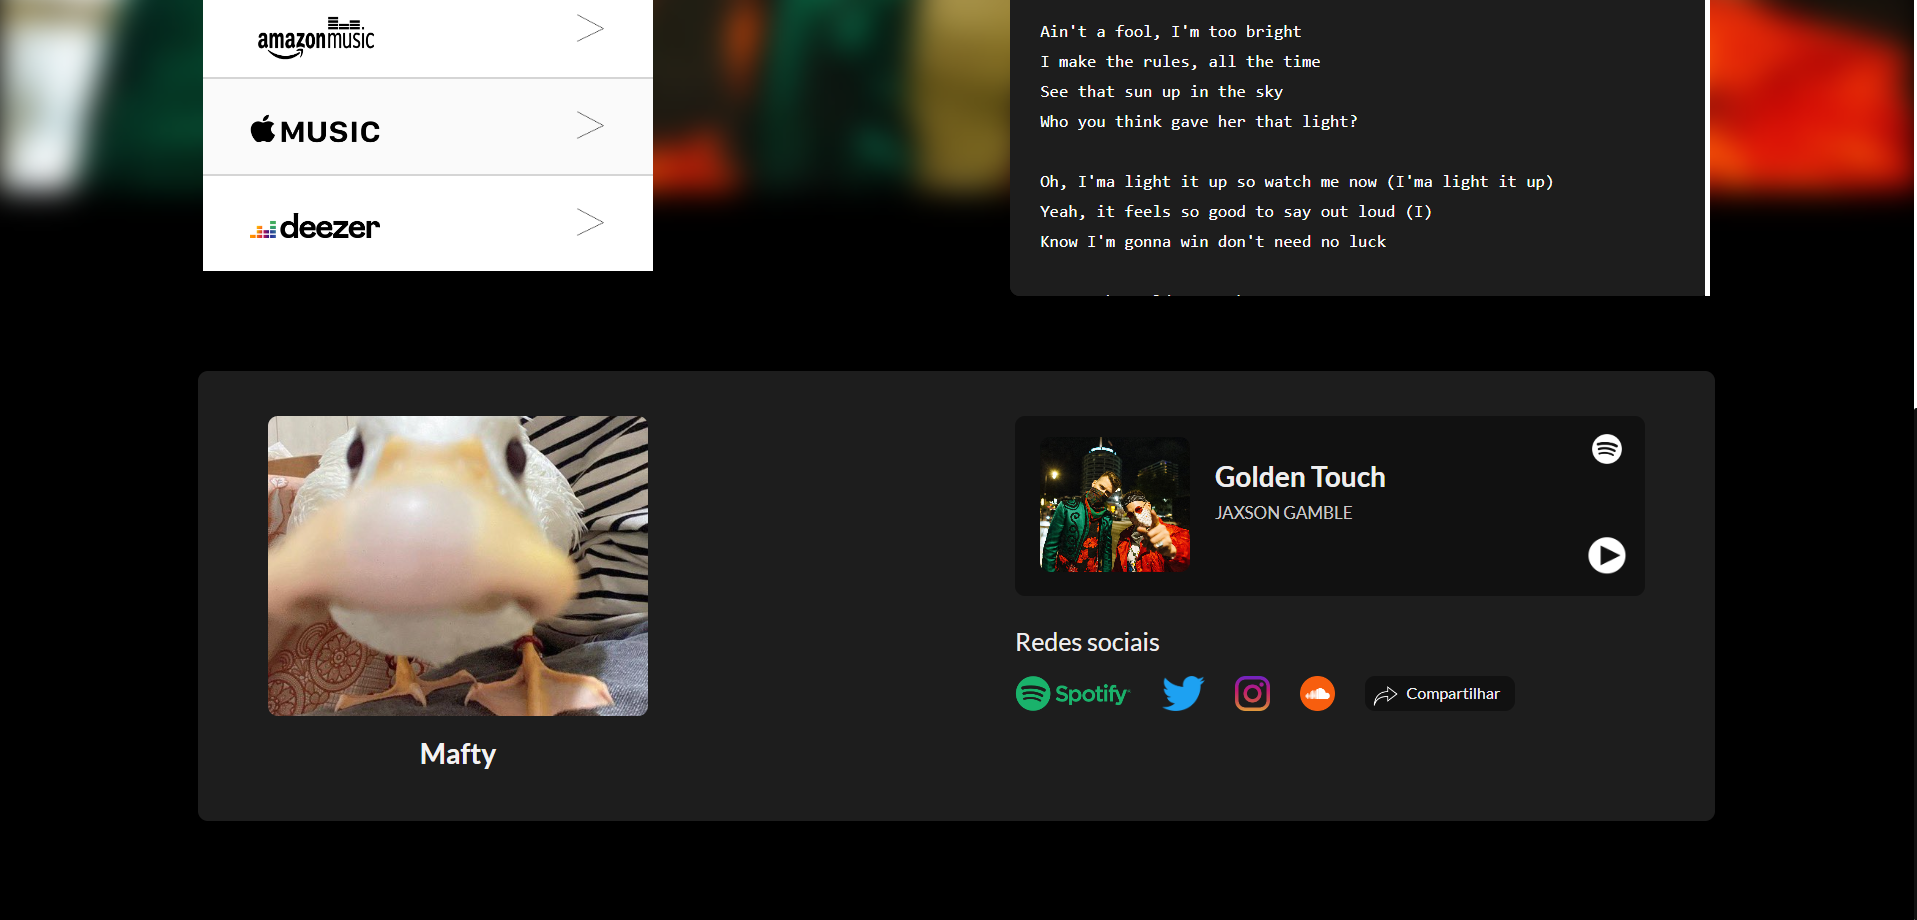 amazonmusic
MUSIC
deezer
Ain't a fool, I'm too bright
I make the rules, all the time
See that sun up in the sky
Who you think gave her that light?
Oh, I'ma light it up so watch me now (I'ma light it up)
Yeah, it feels so good to say out loud (I)
Know I'm gonna win don't need no luck
Mafty
Golden Touch
JAXSON GAMBLE
Redes sociais
Spotify
Compartilhar